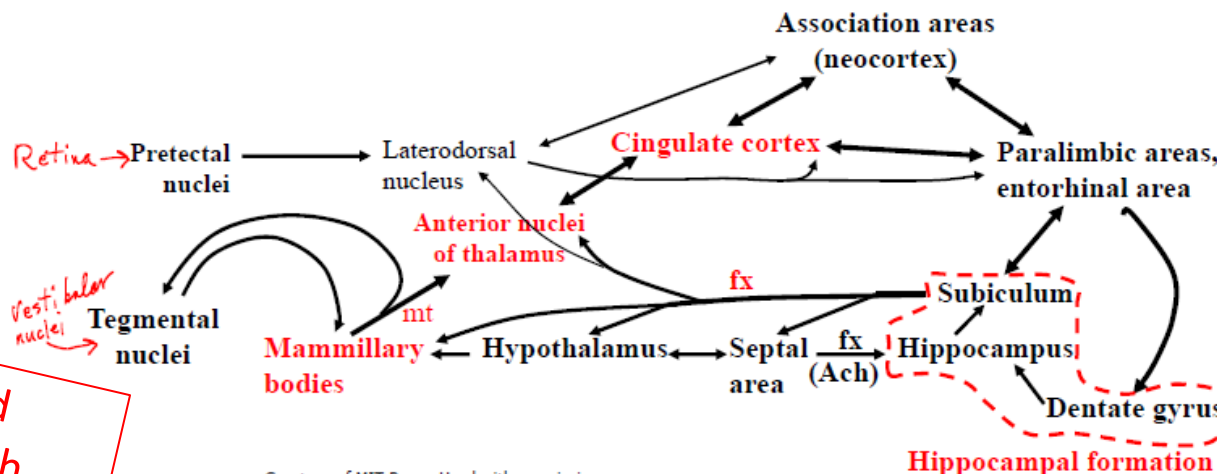 Association areas
(neocortex)
Retina → Pretectal
nuclei
Laterodorsal
nucleus
Cingulate cortex
Paralimbic areas,
entorhinal area
Anterior nuclei
of thalamus
fx
Subiculum
mt
vestibular
nuclei
Tegmental
nuclei
Mammillary
bodies
Hypothalamus
Septal
area
fx
(Ach)
Hippocampus
Dentate gyrus
Hippocampal formation